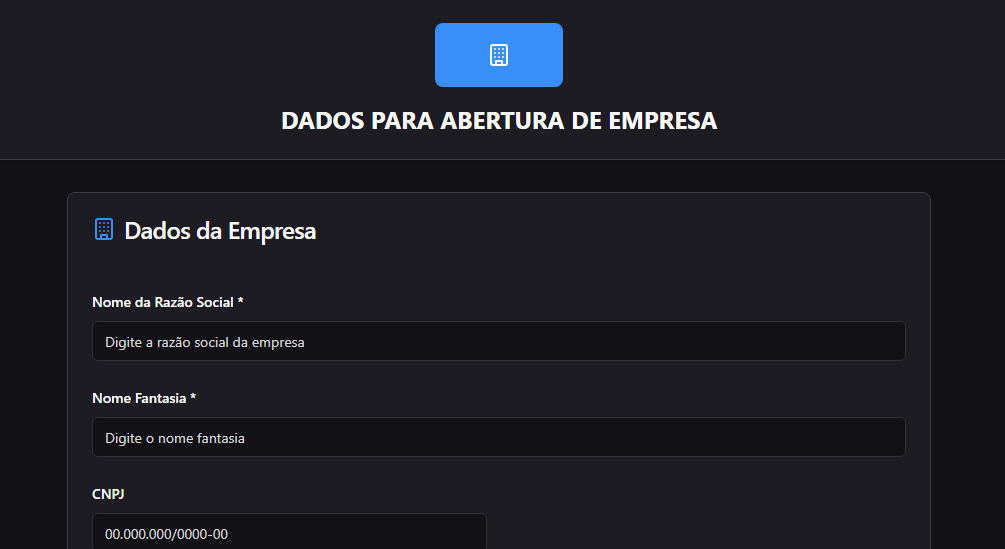 DADOS PARA ABERTURA DE EMPRESA
Dados da Empresa
Nome da Razão Social *
Digite a razão social da empresa
Nome Fantasia *
Digite o nome fantasia
CNPJ
00.000.000/0000-00